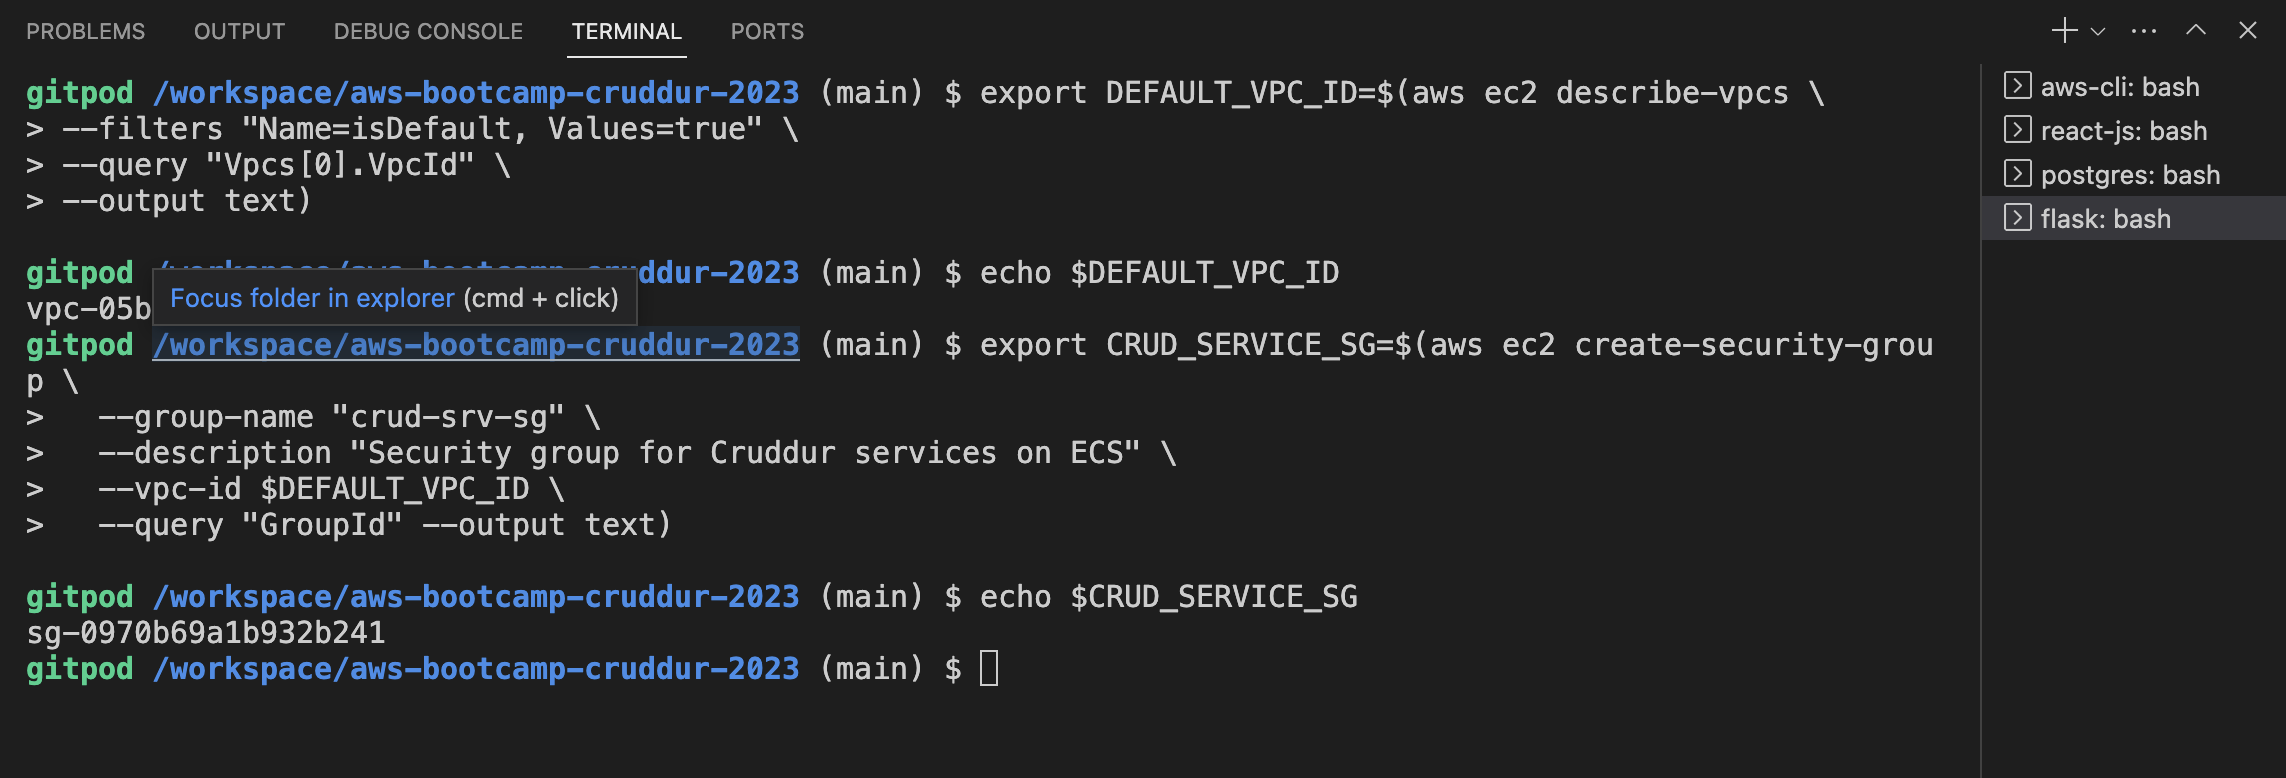 PROBLEMS OUTPUT DEBUG CONSOLE TERMINAL PORTS
gitpod /workspace/aws-bootcamp-cruddur-2023 (main) $ export DEFAULT_VPC_ID=$(aws ec2 describe-vpcs \
> --filters "Name=isDefault, Values=true" \
> --query "Vpcs[0].VpcId" \
> --output text)
gitpod /workspace/aws-bootcamp-cruddur-2023 (main) $ echo $DEFAULT_VPC_ID
vpc-05b
Focus folder in explorer (cmd + click)
gitpod /workspace/aws-bootcamp-cruddur-2023 (main) $ export CRUD_SERVICE_SG=$(aws ec2 create-security-grou
p \
>   --group-name "crud-srv-sg" \
>   --description "Security group for Cruddur services on ECS" \
>   --vpc-id $DEFAULT_VPC_ID \
>   --query "GroupId" --output text)
gitpod /workspace/aws-bootcamp-cruddur-2023 (main) $ echo $CRUD_SERVICE_SG
sg-0970b69a1b932b241
gitpod /workspace/aws-bootcamp-cruddur-2023 (main) $
aws-cli: bash
react-js: bash
postgres: bash
flask: bash